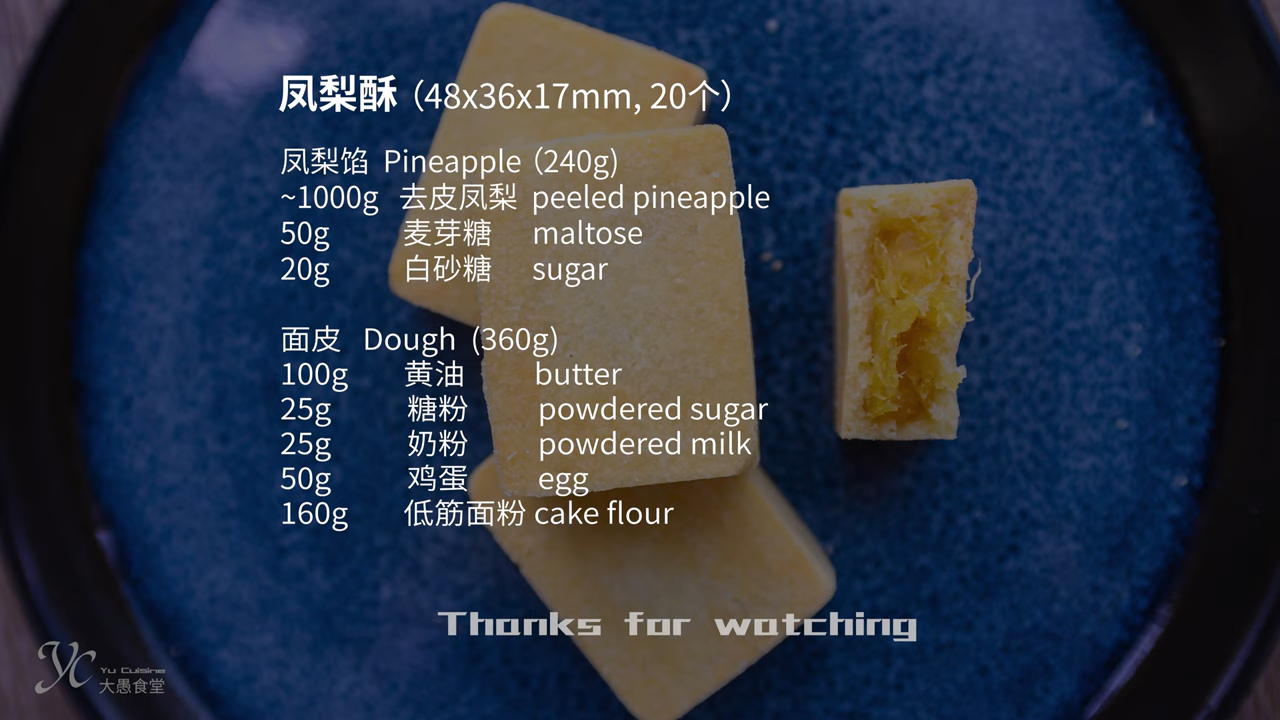 凤梨酥（48x36x17mm, 20个）
凤梨馅 Pineapple（240g)
~1000g 去皮凤梨 peeled pineapple
50g 麦芽糖 maltose
20g 白砂糖 sugar
面皮 Dough (360g)
100g 黄油 butter
25g 糖粉 powdered sugar
25g 奶粉 powdered milk
50g 鸡蛋 egg
160g 低筋面粉 cake flour
Thanks for watching
yc Yu Cuisine
大愚食堂